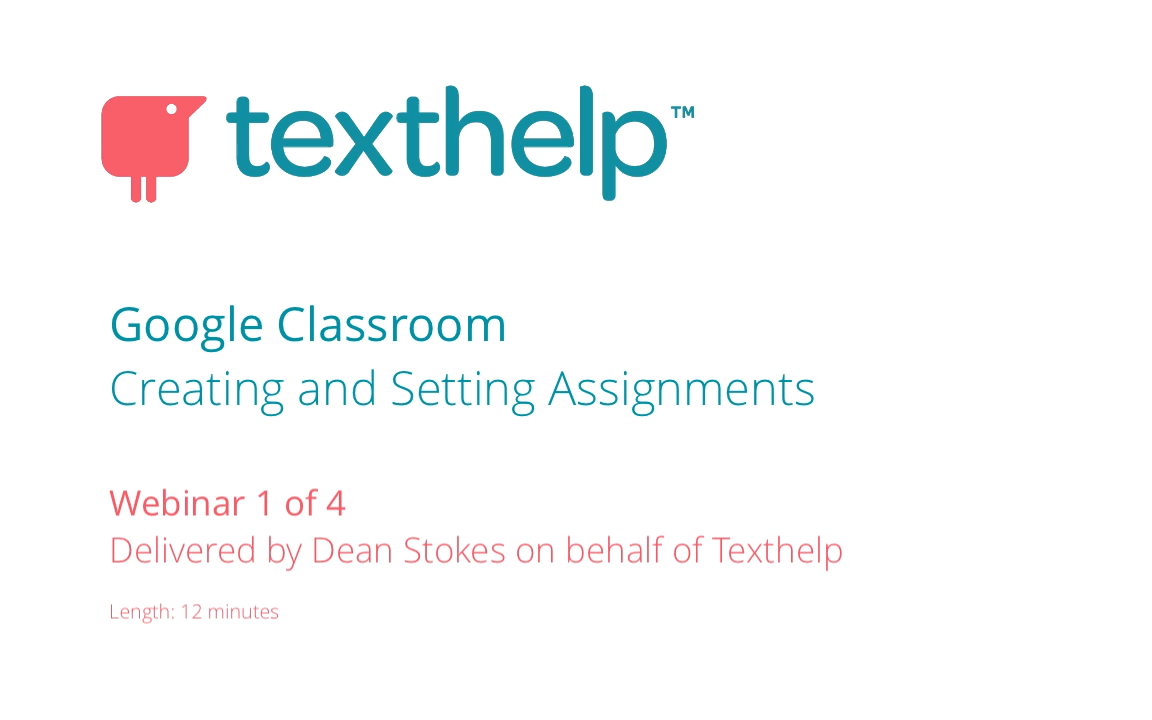 texthelp™
Google Classroom
Creating and Setting Assignments
Webinar 1 of 4
Delivered by Dean Stokes on behalf of Texthelp
Length: 12 minutes